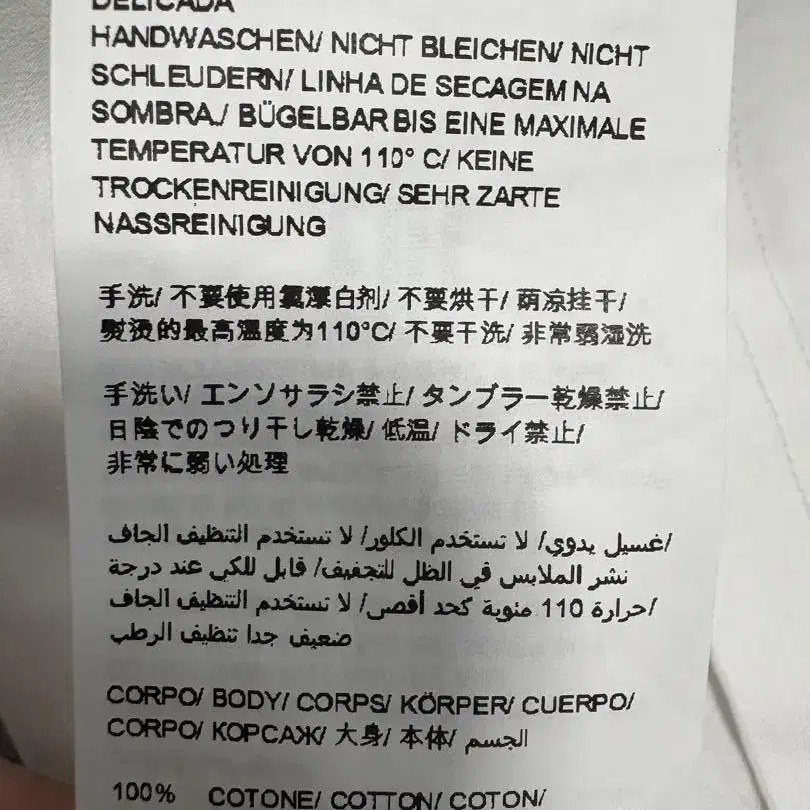 DELICADA
HANDWASCHEN/ NICHT BLEICHEN/ NICHT
SCHLEUDERN/ LINHA DE SECAGEM NA
SOMBRA/ BÜGELBAR BIS EINE MAXIMALE
TEMPERATUR VON 110° C/ KEINE
TROCKENREINIGUNG/ SEHR ZARTE
NASSREINIGUNG
手洗/ 不要使用氯漂白剂/ 不要烘干/ 荫凉挂干/
熨烫的最高温度为110°C/ 不要干洗/ 非常弱湿洗
手洗い/ エンソサラシ禁止/ タンブラー乾燥禁止/
日陰でのつり干し乾燥/ 低温/ ドライ禁止/
非常に弱い処理
غسيل يدوي/ لا تستخدم الكلور/ لا تستخدم التنظيف الجاف/
نشر الملابس في الظل للتجفيف/ قابل للكي عند درجة
حرارة 110 مئوية كحد أقصى/ لا تستخدم التنظيف الجاف/
ضعيف جدا تنظيف الرطب
CORPO/ BODY/ CORPS/ KÖRPER/ CUERPO/
CORPO/ КОРСАЖ/ 大身/ 本体/ الجسم
100% COTONE/ COTTON/ COTON/